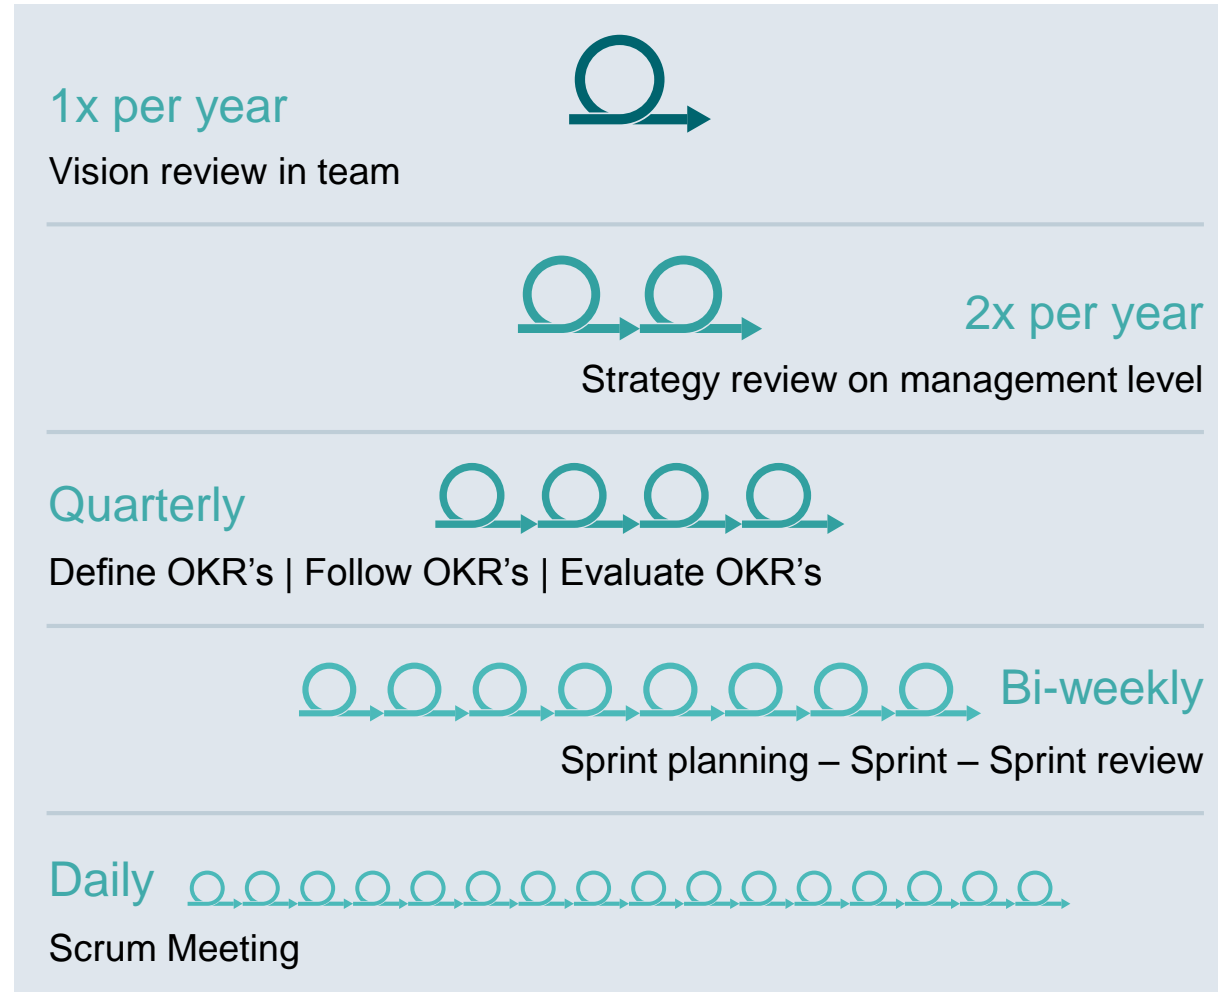 1x per year
Vision review in team
2x per year
Strategy review on management level
Quarterly
Define OKR’s | Follow OKR’s | Evaluate OKR’s
Bi-weekly
Sprint planning – Sprint – Sprint review
Daily
Scrum Meeting